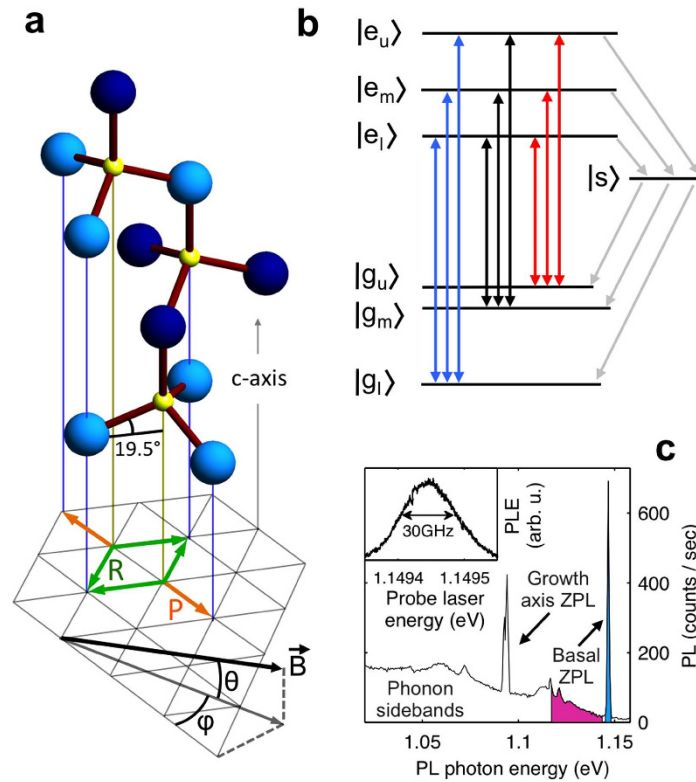 a
c-axis
19.5°
R
P
B
θ
φ
b
|e_u⟩
|e_m⟩
|e_l⟩
|s⟩
|g_u⟩
|g_m⟩
|g_l⟩
c
30GHz
1.1494 1.1495
Probe laser
energy (eV)
PLE
(arb. u.)
Growth
axis ZPL
Basal
ZPL
Phonon
sidebands
600
400
200
0
PL (counts / sec)
1.05 1.1 1.15
PL photon energy (eV)